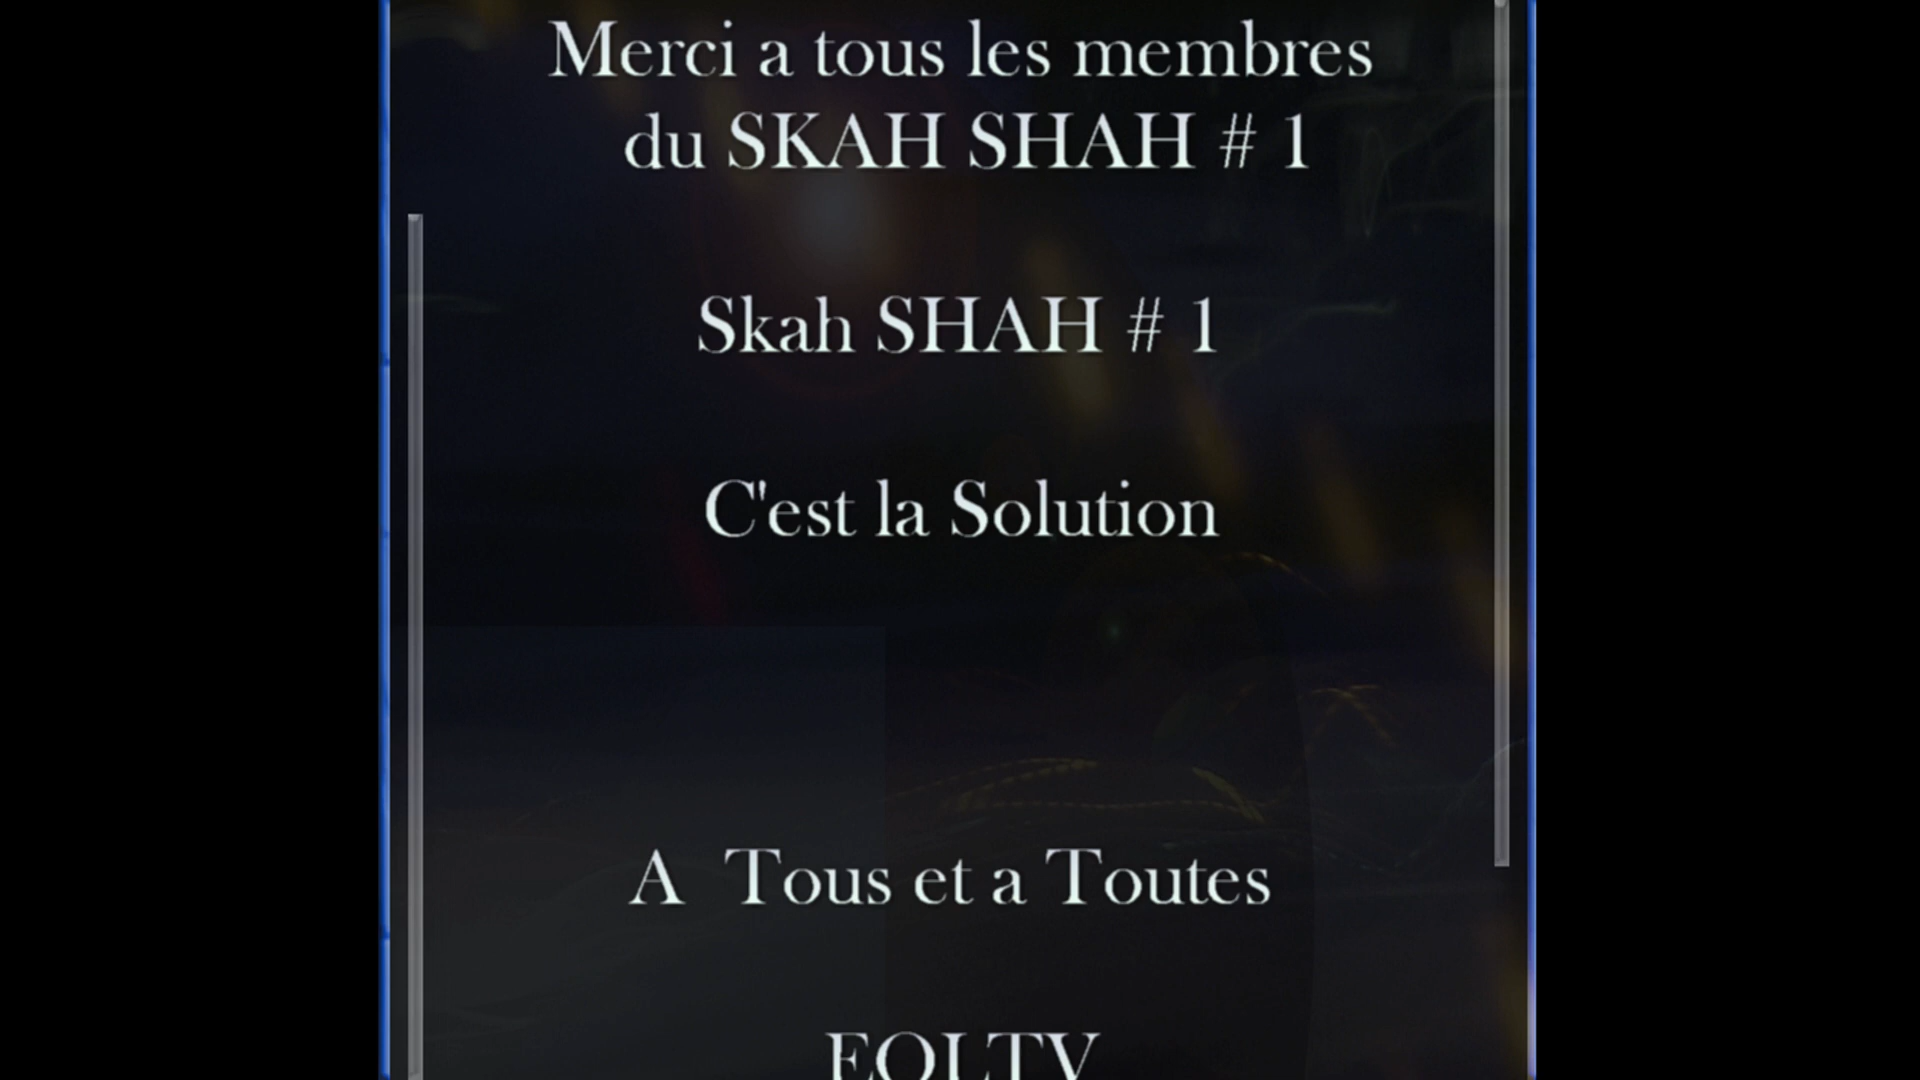 Merci a tous les membres
du SKAH SHAH # 1
Skah SHAH # 1
C'est la Solution
A Tous et a Toutes